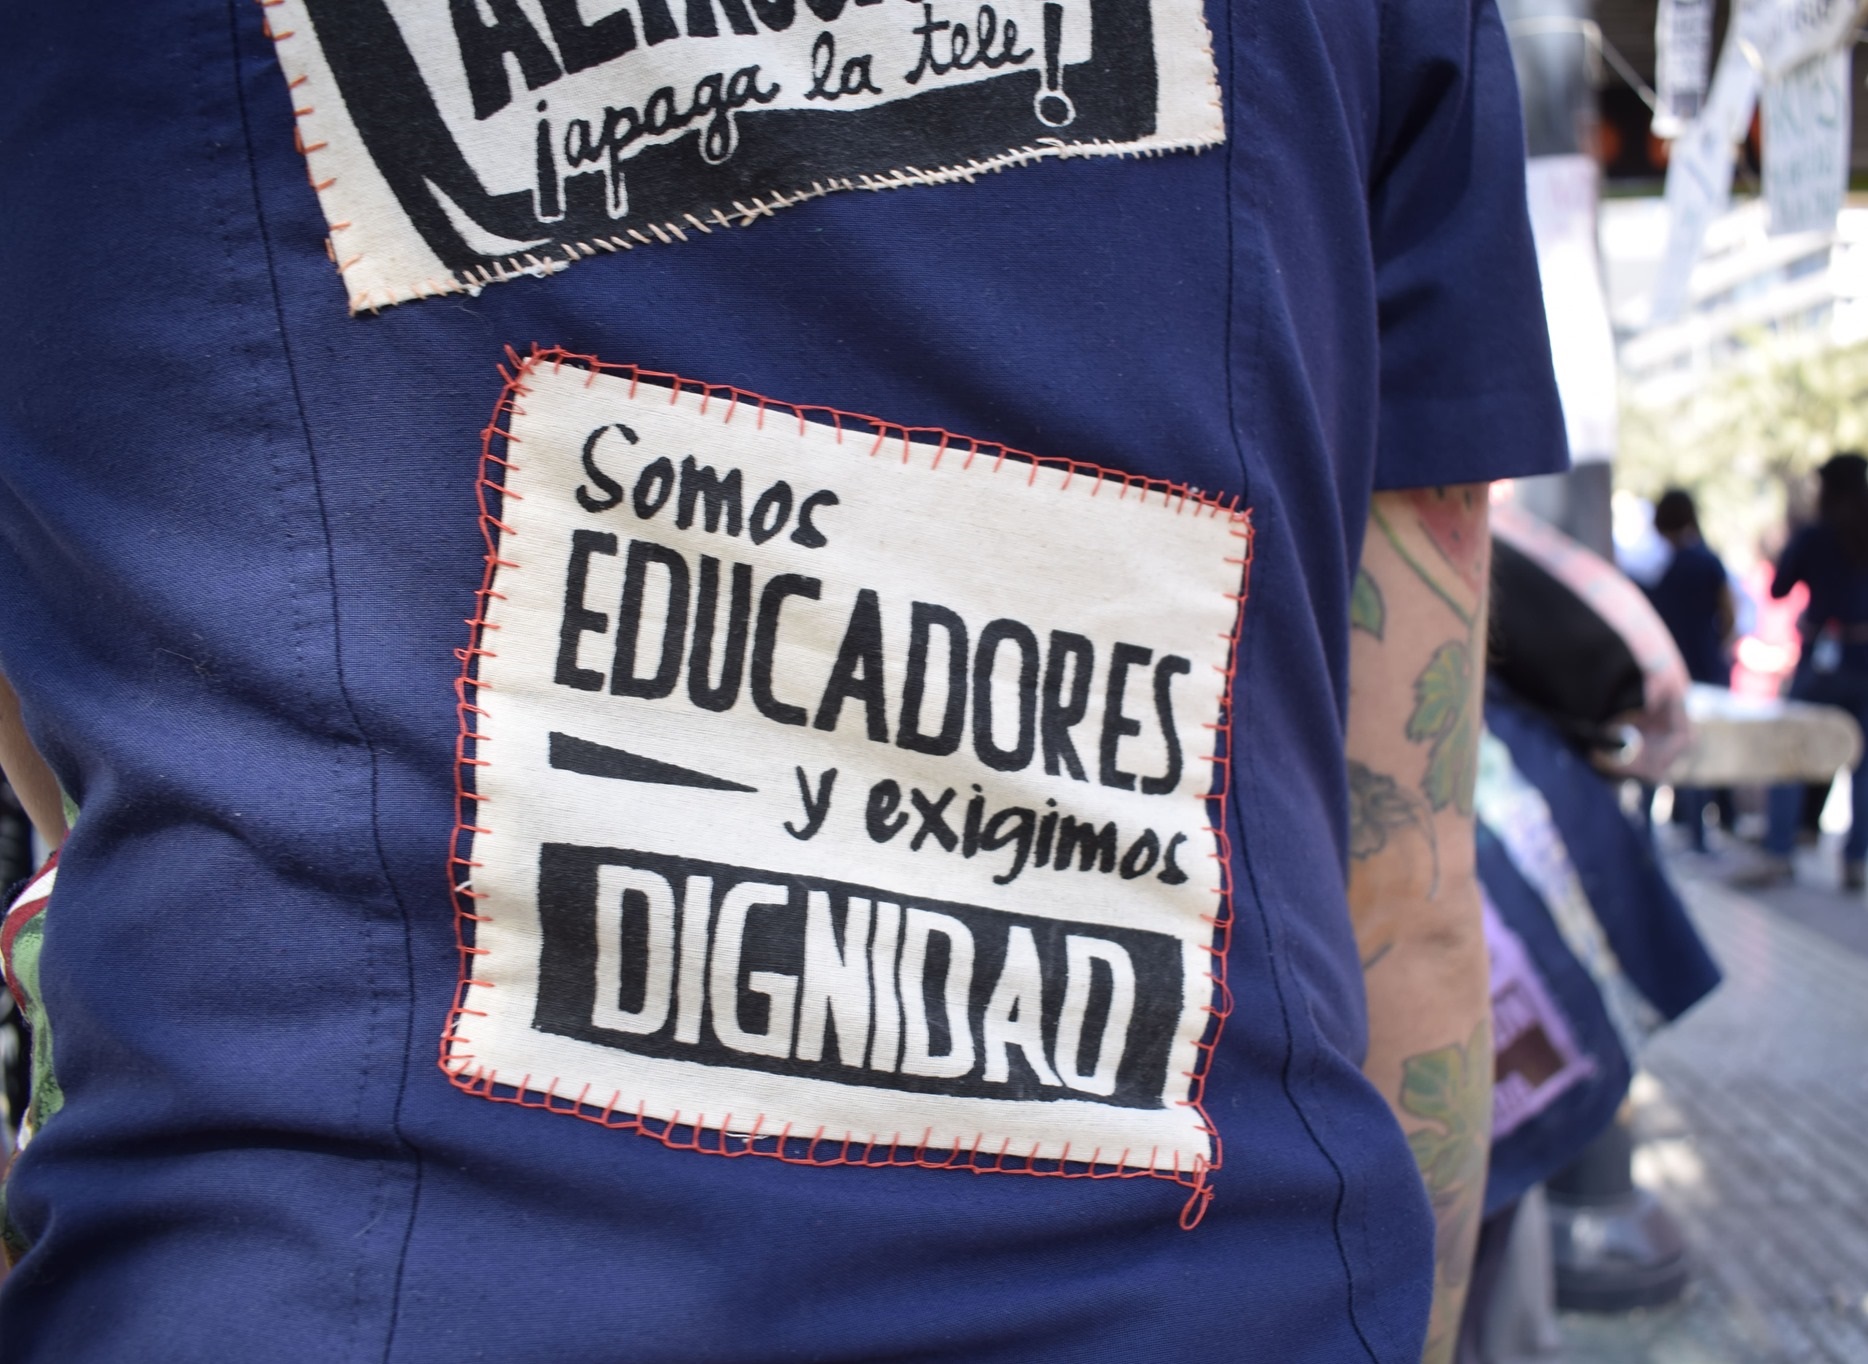 ¡apaga la tele!
Somos
EDUCADORES
y exigimos
DIGNIDAD